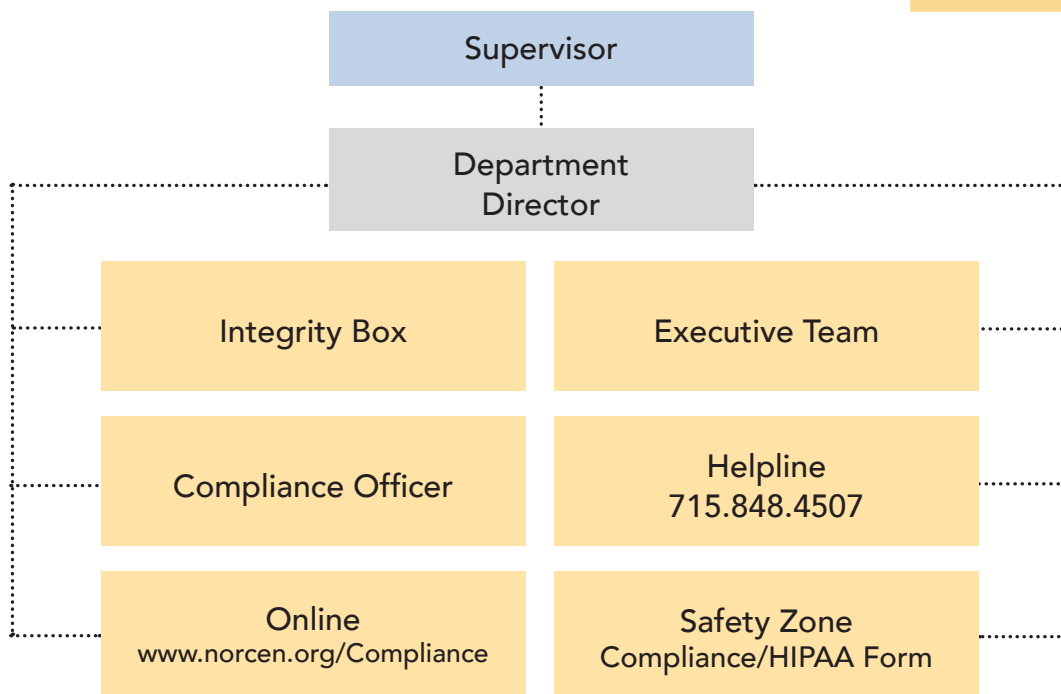 Supervisor
Department
Director
Integrity Box
Executive Team
Compliance Officer
Helpline
715.848.4507
Online
www.norcen.org/Compliance
Safety Zone
Compliance/HIPAA Form